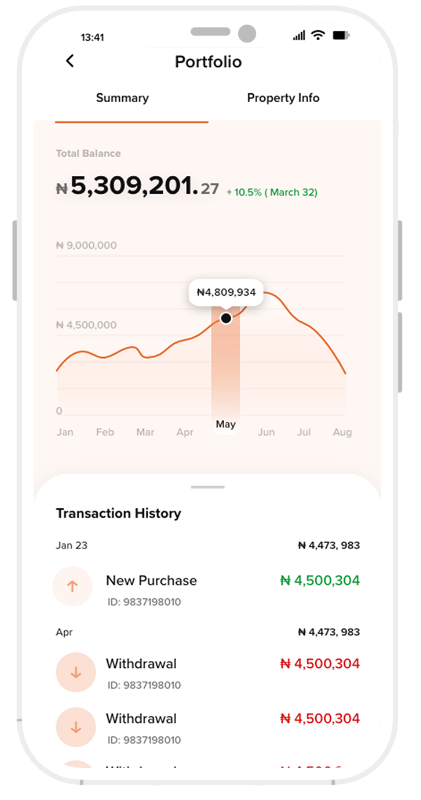 13:41
Portfolio
Summary Property Info
Total Balance
₦5,309,201.27 + 10.5% ( March 32)
₦ 9,000,000
₦4,809,934
₦ 4,500,000
0
Jan Feb Mar Apr May Jun Jul Aug
Transaction History
Jan 23 ₦ 4,473, 983
New Purchase ₦ 4,500,304
ID: 9837198010
Apr ₦ 4,473, 983
Withdrawal ₦ 4,500,304
ID: 9837198010
Withdrawal ₦ 4,500,304
ID: 9837198010